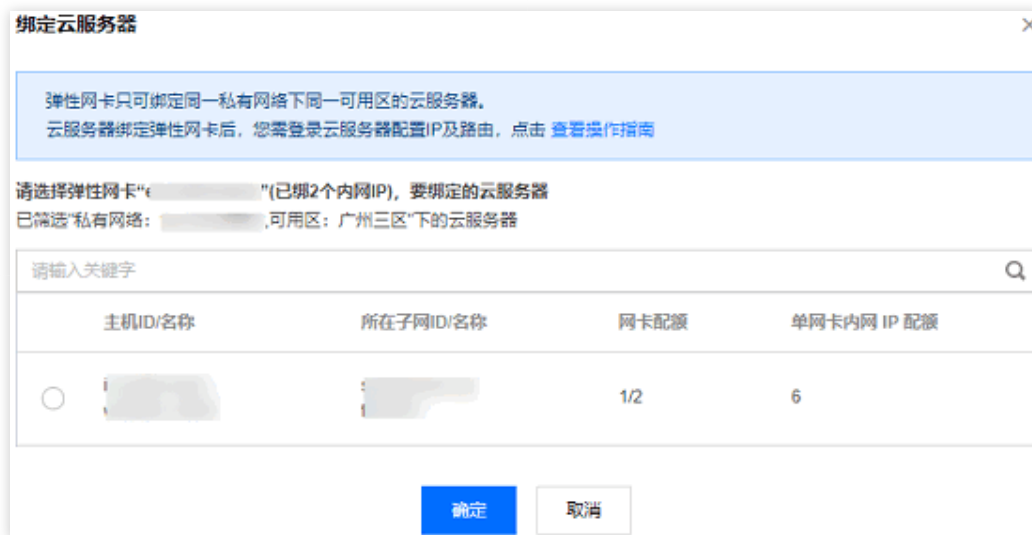 绑定云服务器
弹性网卡只可绑定同一私有网络下同一可用区的云服务器。
云服务器绑定弹性网卡后，您需登录云服务器配置IP及路由，点击 查看操作指南
请选择弹性网卡“e "(已绑2个内网IP)，要绑定的云服务器
已筛选"私有网络： ,可用区：广州三区"下的云服务器
请输入关键字
主机ID/名称 所在子网ID/名称 网卡配额 单网卡内网 IP 配额
1/2 6
确定 取消